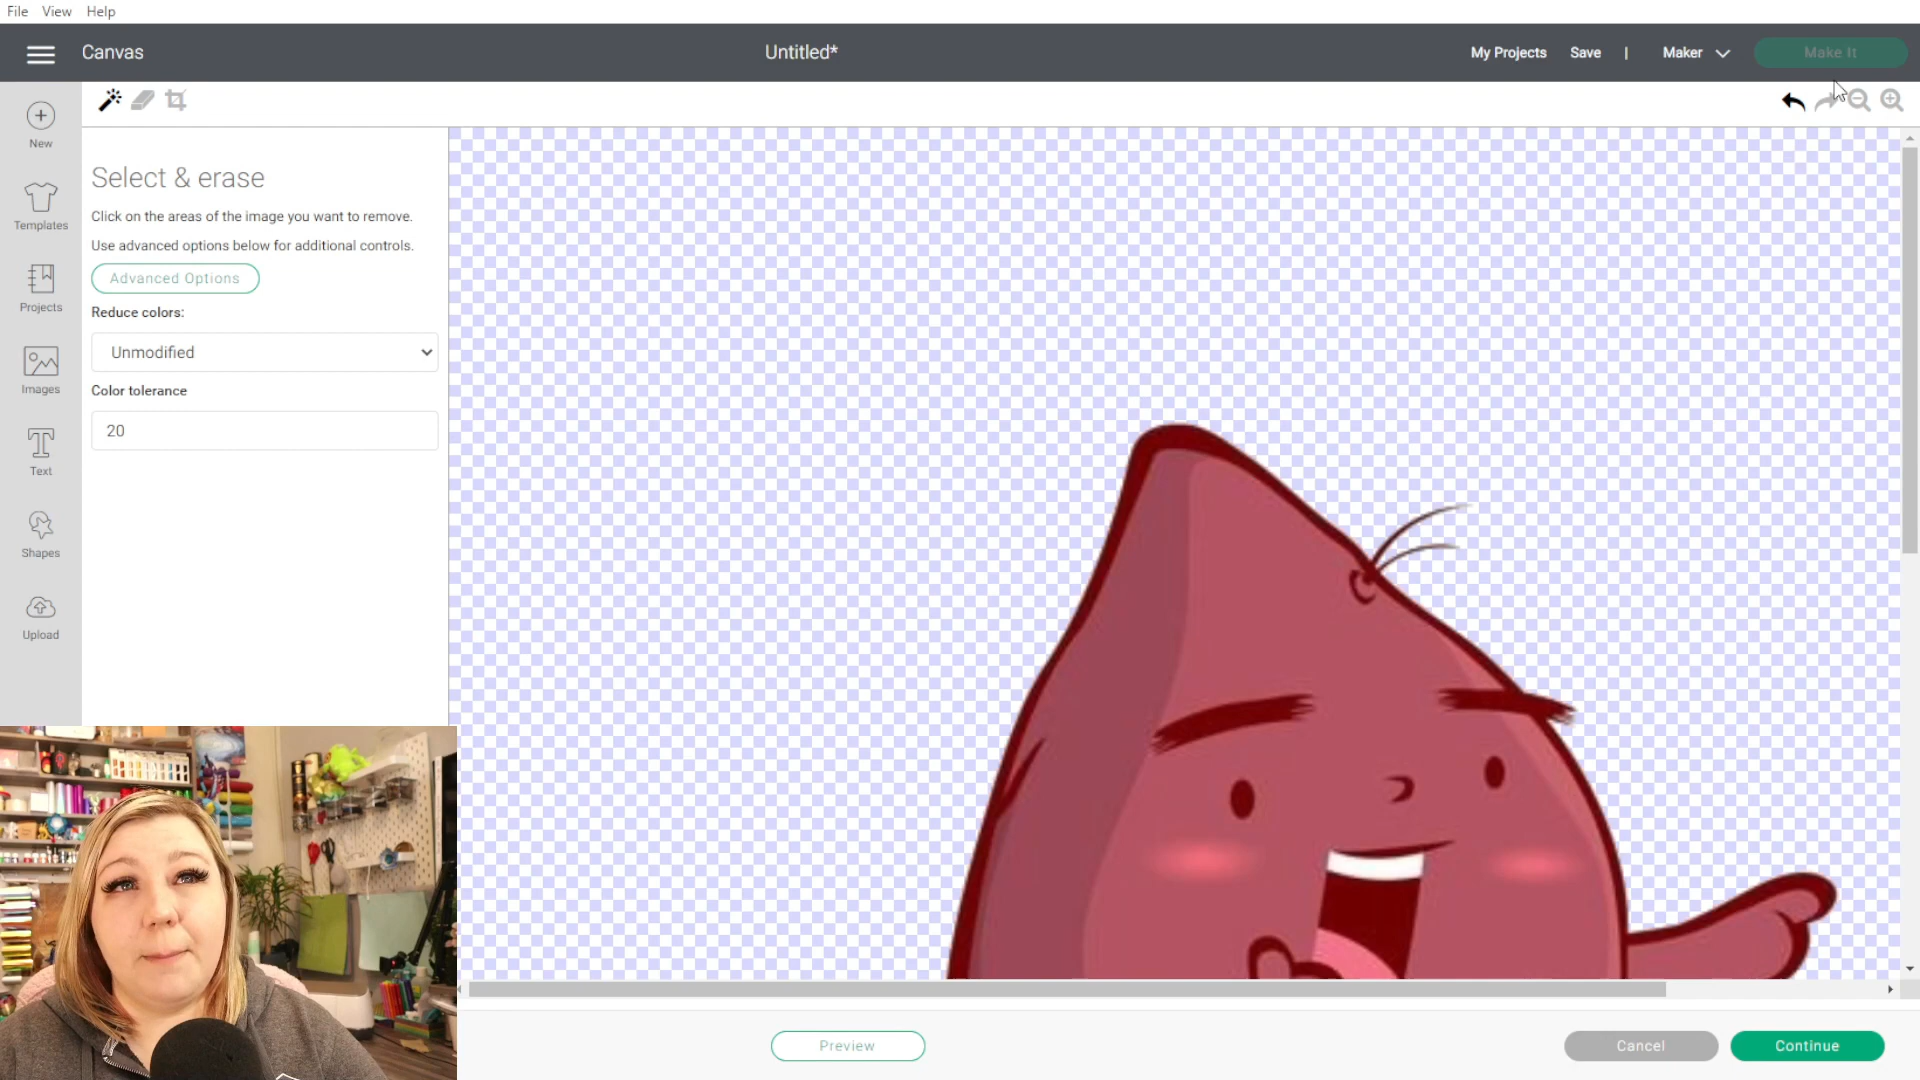 File View Help
Canvas
Untitled*
My Projects Save | Maker Make It
New
Templates
Projects
Images
Text
Shapes
Upload
Select & erase
Click on the areas of the image you want to remove.
Use advanced options below for additional controls.
Advanced Options
Reduce colors:
Unmodified
Color tolerance
20
Preview
Cancel
Continue